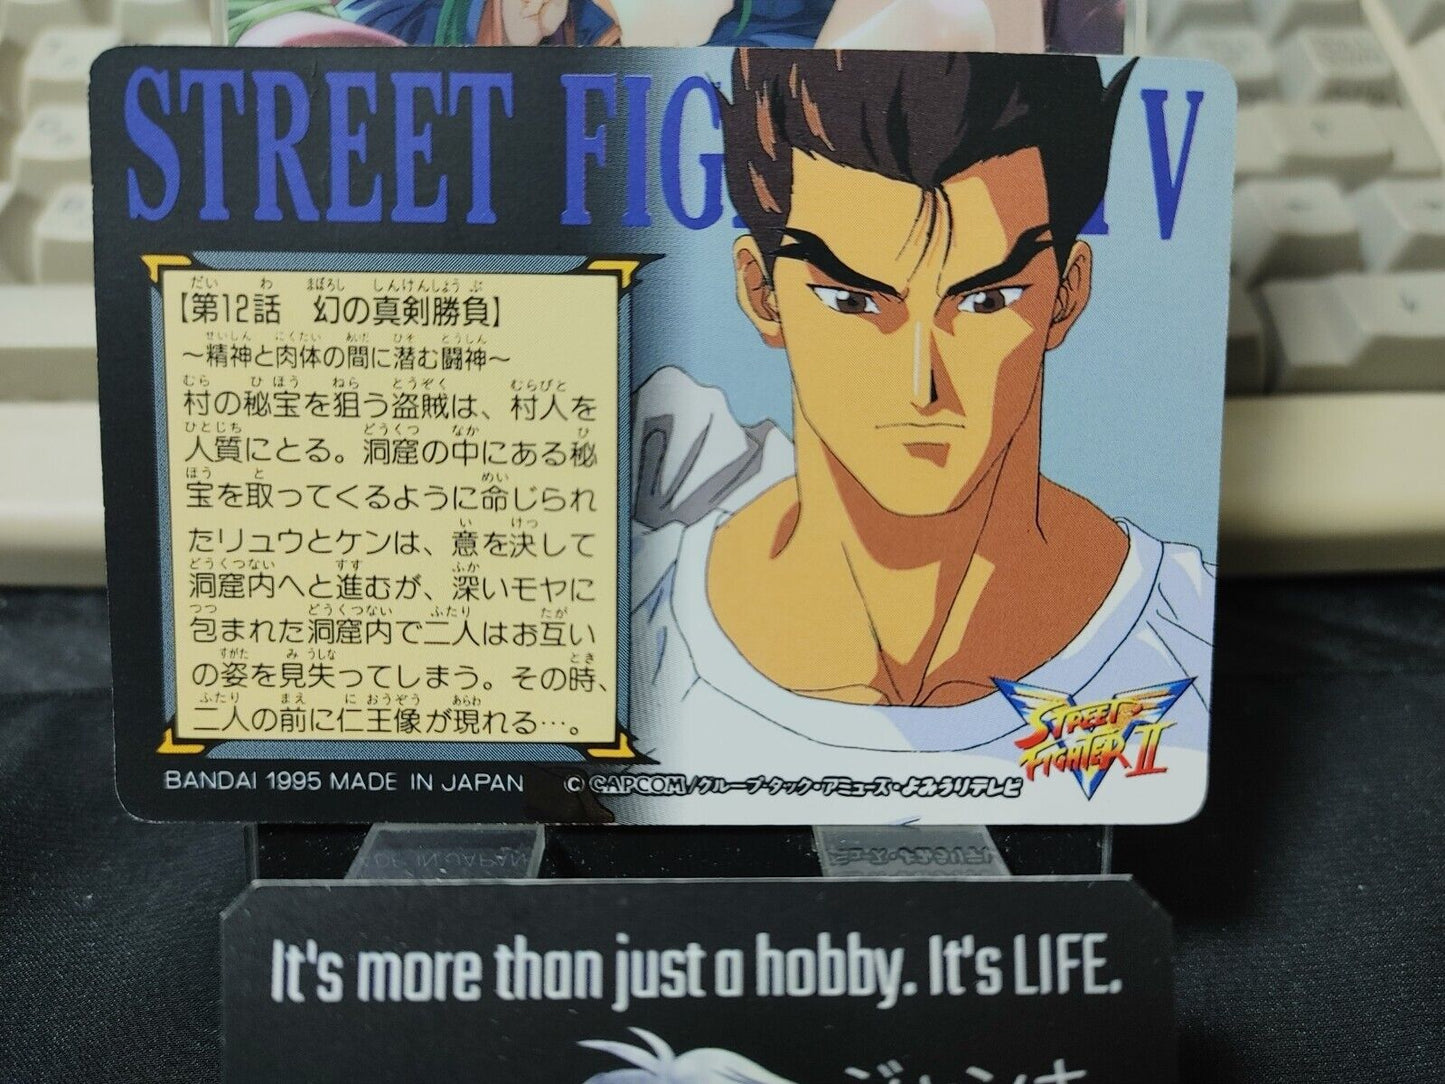 STREET FIG V
【第12話 幻の真剣勝負】
～精神と肉体の間に潜む闘神～
村の秘宝を狙う盗賊は、村人を
人質にとる。洞窟の中にある秘
宝を取ってくるように命じられ
たリュウとケンは、意を決して
洞窟内へと進むが、深いモヤに
包まれた洞窟内で二人はお互い
の姿を見失ってしまう。その時、
二人の前に仁王像が現れる…。
STREET FIGHTER II V
BANDAI 1995 MADE IN JAPAN
© CAPCOM/グループ・タック・アミューズ・よみうりテレビ
It's more than just a hobby. It's LIFE.